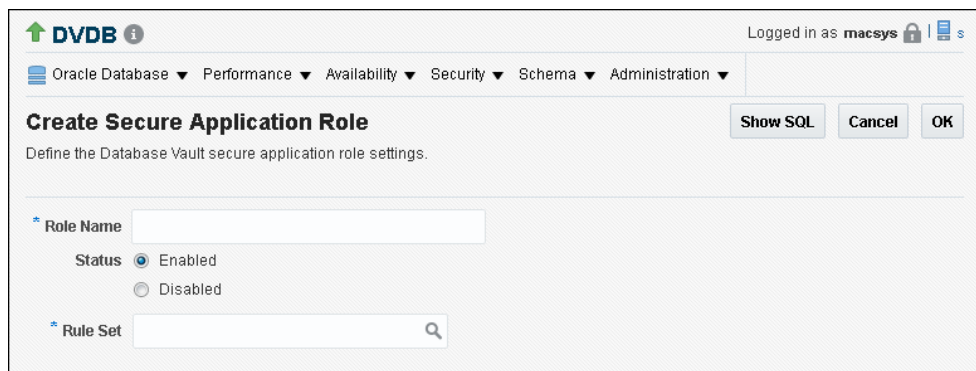 DVDB
Logged in as macsys | s
Oracle Database Performance Availability Security Schema Administration
Create Secure Application Role
Show SQL Cancel OK
Define the Database Vault secure application role settings.
* Role Name
Status Enabled
Disabled
* Rule Set